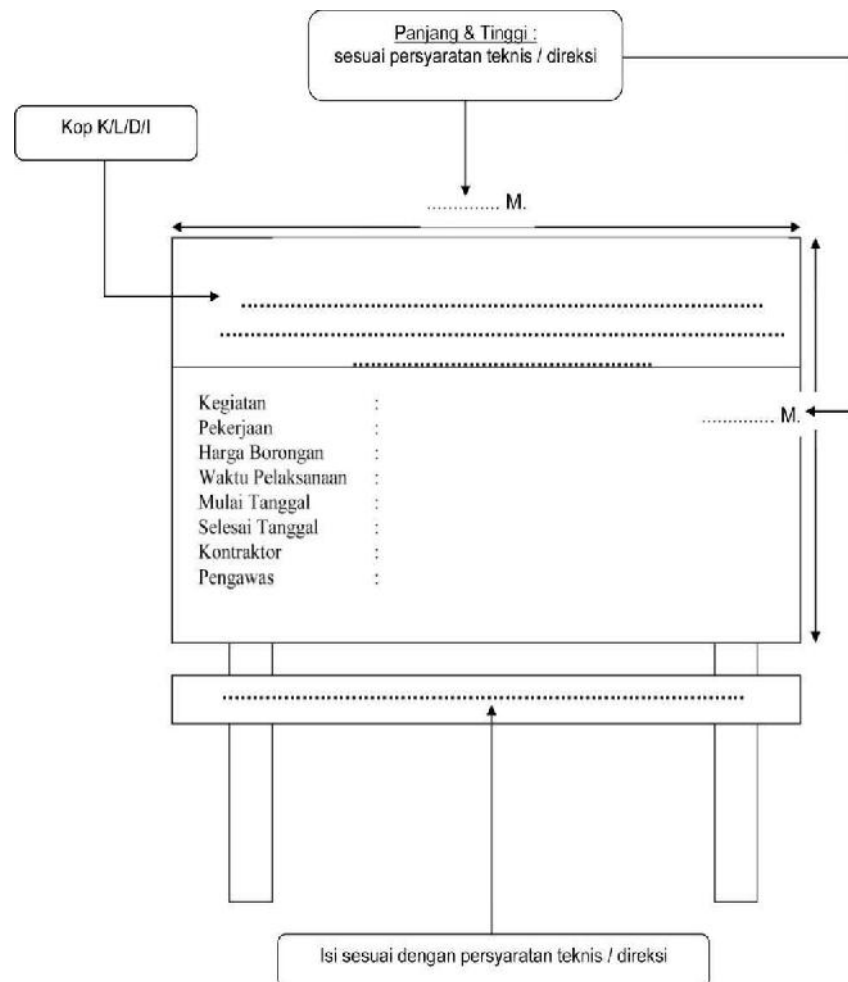 Panjang & Tinggi :
sesuai persyaratan teknis / direksi
Kop K/L/D/I
............. M.
Kegiatan :
............. M.
Pekerjaan :
Harga Borongan :
Waktu Pelaksanaan :
Mulai Tanggal :
Selesai Tanggal :
Kontraktor :
Pengawas :
Isi sesuai dengan persyaratan teknis / direksi